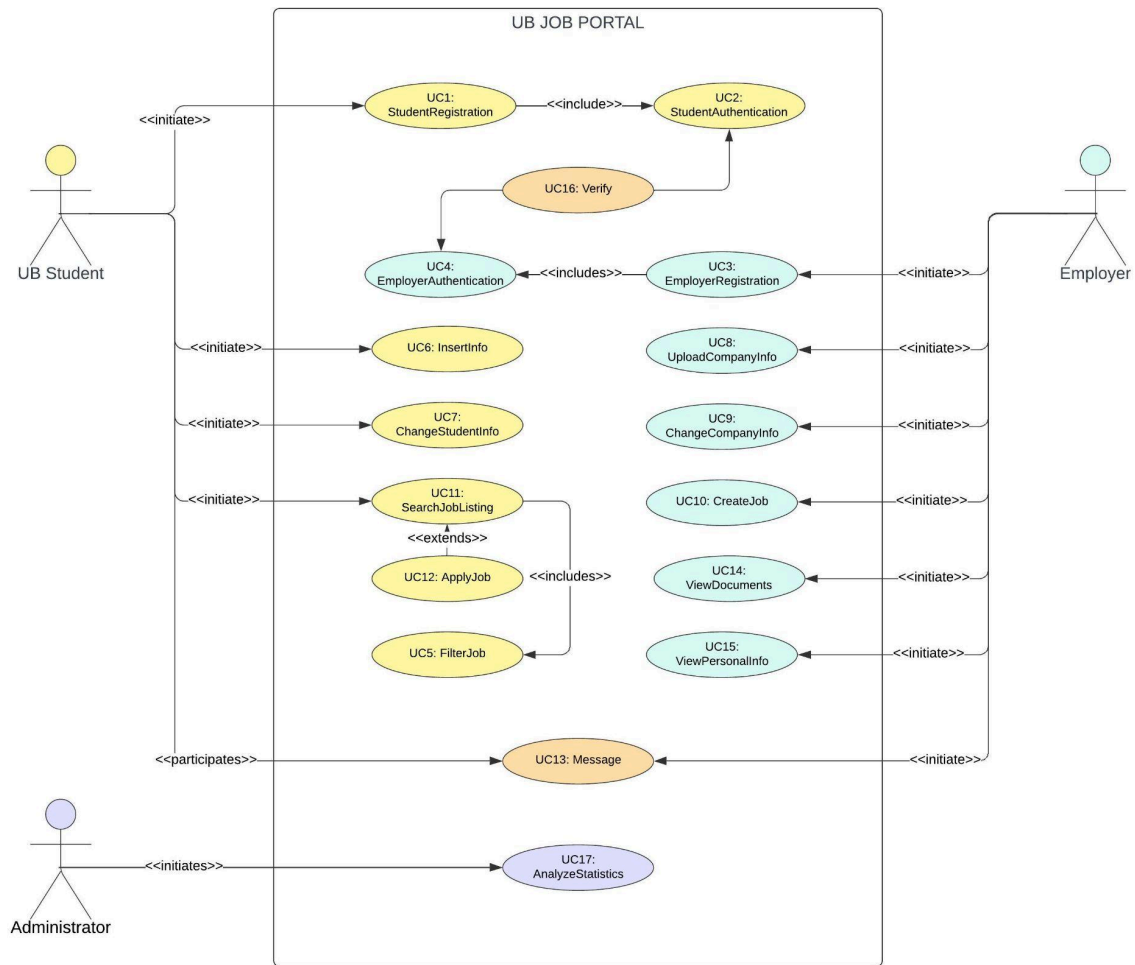 UB JOB PORTAL
UC1:
StudentRegistration
<<include>>
UC2:
StudentAuthentication
<<initiate>>
UC16: Verify
UB Student
Employer
UC4:
EmployerAuthentication
<<includes>>
UC3:
EmployerRegistration
<<initiate>>
<<initiate>>
UC6: InsertInfo
UC8:
UploadCompanyInfo
<<initiate>>
<<initiate>>
UC7:
ChangeStudentInfo
UC9:
ChangeCompanyInfo
<<initiate>>
<<initiate>>
UC11:
SearchJobListing
UC10: CreateJob
<<initiate>>
<<extends>>
UC12: ApplyJob
<<includes>>
UC14:
ViewDocuments
<<initiate>>
UC5: FilterJob
UC15:
ViewPersonalInfo
<<initiate>>
<<participates>>
UC13: Message
<<initiate>>
<<initiates>>
UC17:
AnalyzeStatistics
Administrator